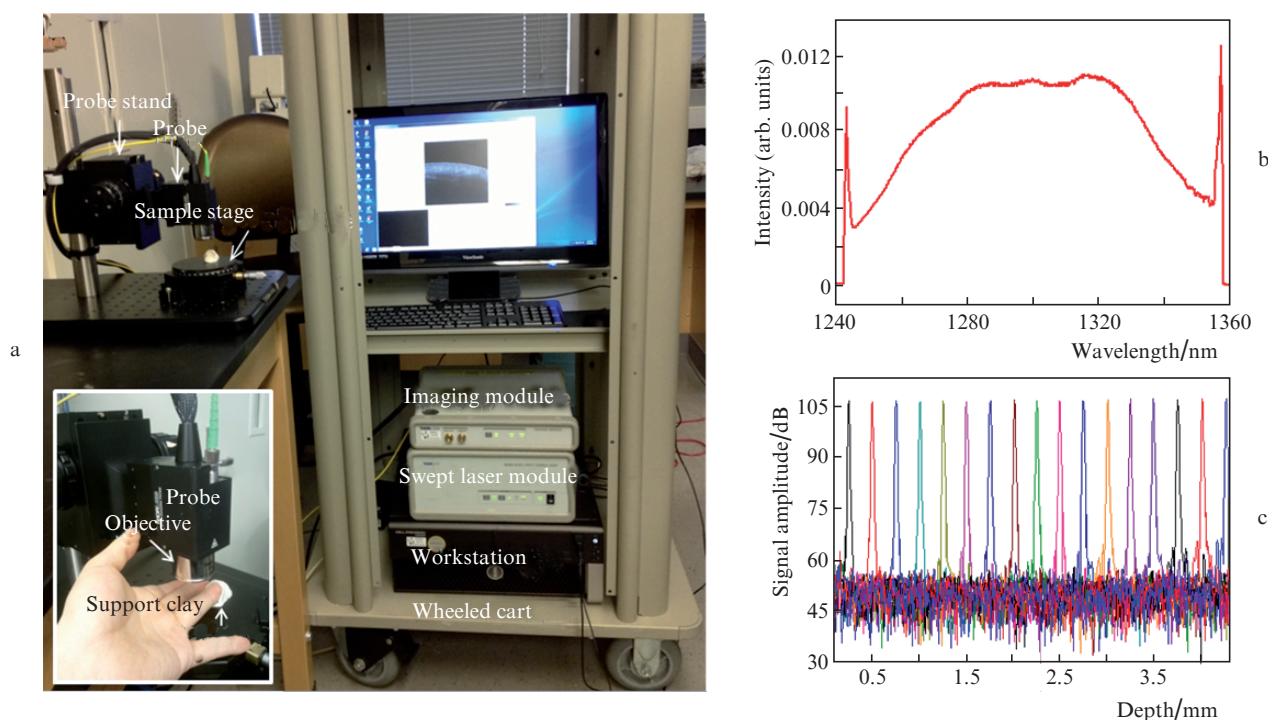 a
Probe stand
Probe
Sample stage
ViewSonic
Imaging module
Swept laser module
Workstation
Wheeled cart
Probe
Objective
Support clay
b
Intensity (arb. units)
0.012
0.008
0.004
0
1240 1280 1320 1360
Wavelength/nm
c
Signal amplitude/dB
105
90
75
60
45
30
0.5 1.5 2.5 3.5
Depth/mm